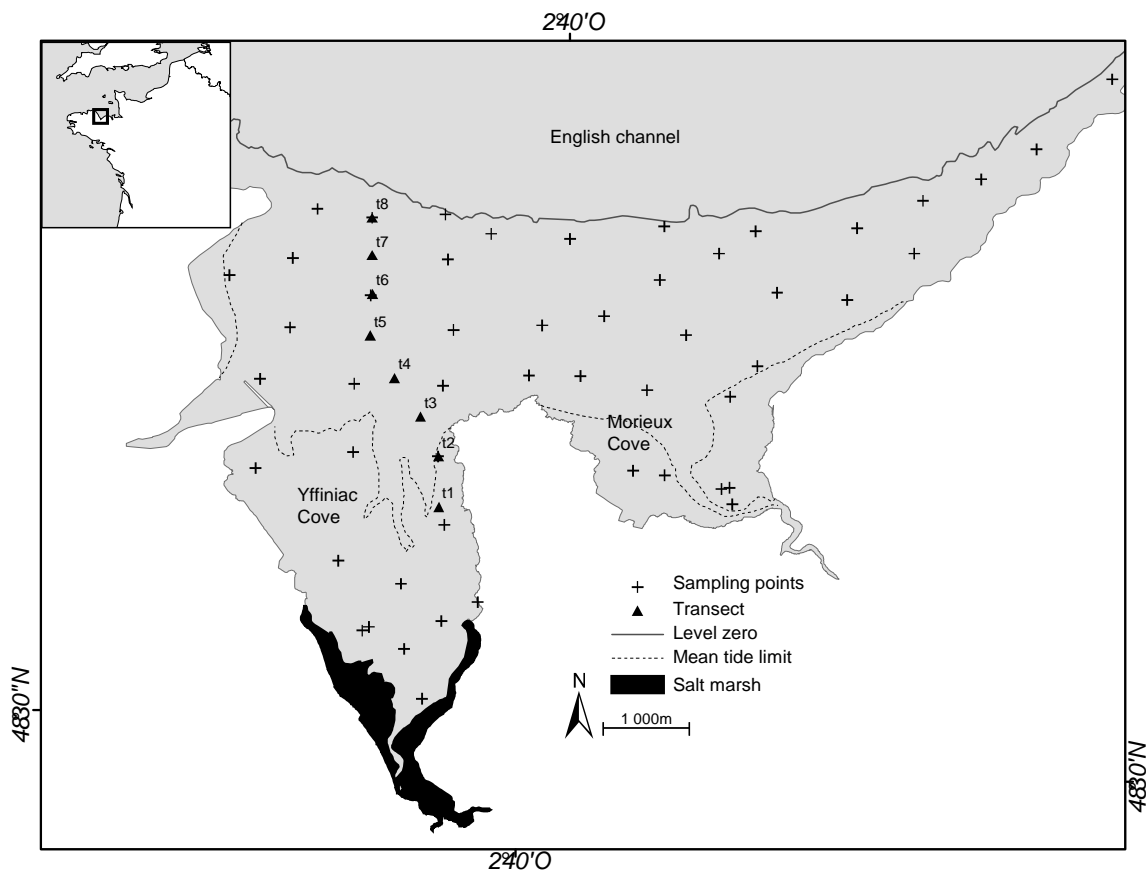 2°40'O
English channel
t8
t7
t6
t5
t4
t3
Morieux
Cove
t2
Yffiniac
Cove
t1
Sampling points
Transect
Level zero
Mean tide limit
N
Salt marsh
1 000m
48°30''N
48°30'N
2°40'O